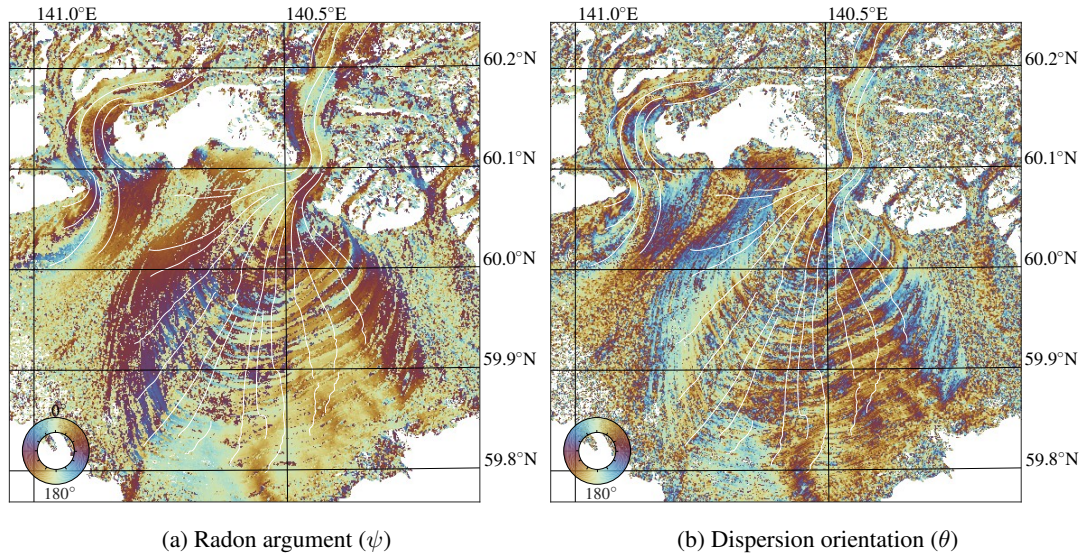 141.0°E 140.5°E
60.2°N
60.1°N
60.0°N
59.9°N
59.8°N
0
180°
(a) Radon argument (ψ)
141.0°E 140.5°E
60.2°N
60.1°N
60.0°N
59.9°N
59.8°N
180°
(b) Dispersion orientation (θ)